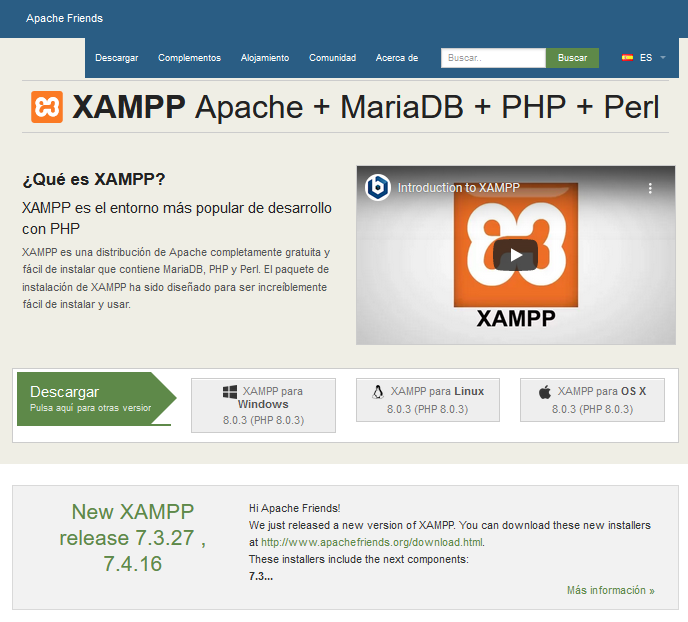 Apache Friends
Descargar Complementos Alojamiento Comunidad Acerca de Buscar.. Buscar ES
XAMPP Apache + MariaDB + PHP + Perl
¿Qué es XAMPP?
XAMPP es el entorno más popular de desarrollo
con PHP
XAMPP es una distribución de Apache completamente gratuita y
fácil de instalar que contiene MariaDB, PHP y Perl. El paquete de
instalación de XAMPP ha sido diseñado para ser increíblemente
fácil de instalar y usar.
b Introduction to XAMPP
XAMPP
Descargar
Pulsa aquí para otras version
XAMPP para
Windows
8.0.3 (PHP 8.0.3)
XAMPP para Linux
8.0.3 (PHP 8.0.3)
XAMPP para OS X
8.0.3 (PHP 8.0.3)
New XAMPP
release 7.3.27 ,
7.4.16
Hi Apache Friends!
We just released a new version of XAMPP. You can download these new installers
at http://www.apachefriends.org/download.html.
These installers include the next components:
7.3...
Más información »